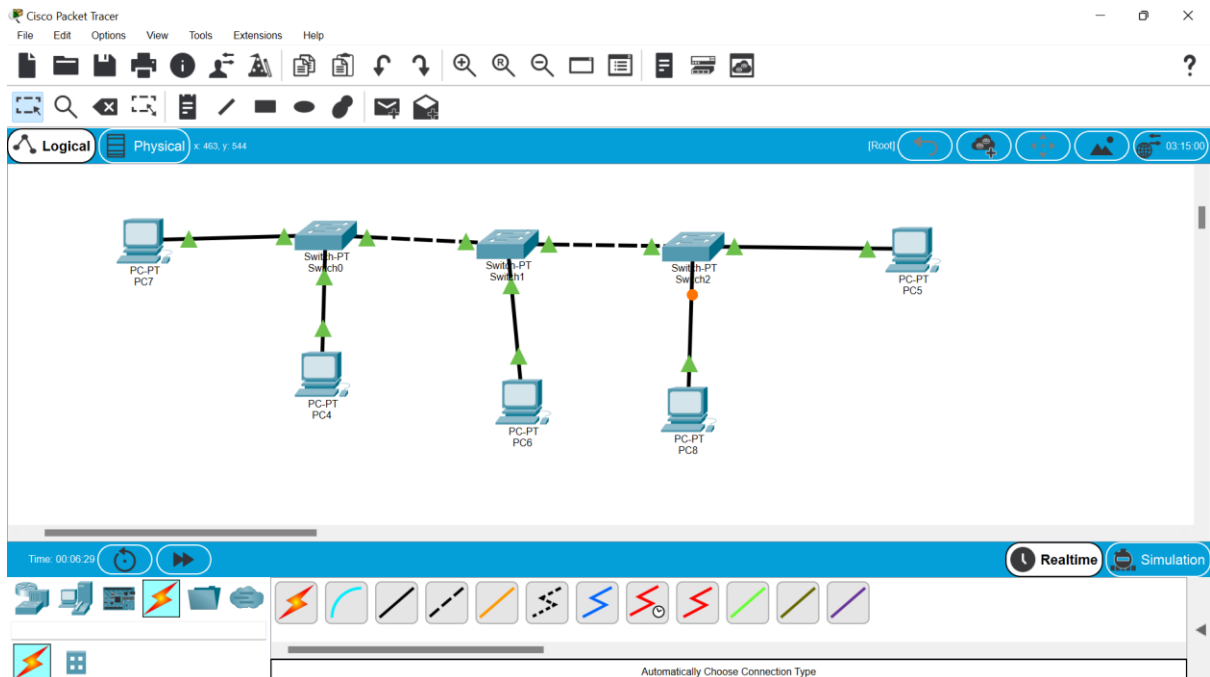 Cisco Packet Tracer
File Edit Options View Tools Extensions Help
Logical Physical x: 463, y: 544 [Root] 03:15:00
PC-PT
PC7
Switch-PT
Switch0
Switch-PT
Switch1
Switch-PT
Switch2
PC-PT
PC5
PC-PT
PC4
PC-PT
PC6
PC-PT
PC8
Time: 00:06:29 Realtime Simulation
Automatically Choose Connection Type